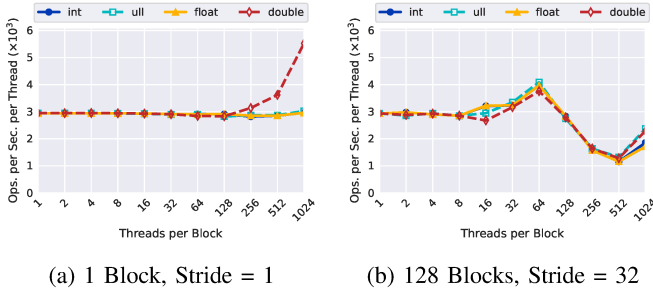 int ull float double
Ops. per Sec. per Thread (×10³)
6
5
4
3
2
1
0
1 2 4 8 16 32 64 128 256 512 1024
Threads per Block
(a) 1 Block, Stride = 1
int ull float double
Ops. per Sec. per Thread (×10³)
6
5
4
3
2
1
0
1 2 4 8 16 32 64 128 256 512 1024
Threads per Block
(b) 128 Blocks, Stride = 32